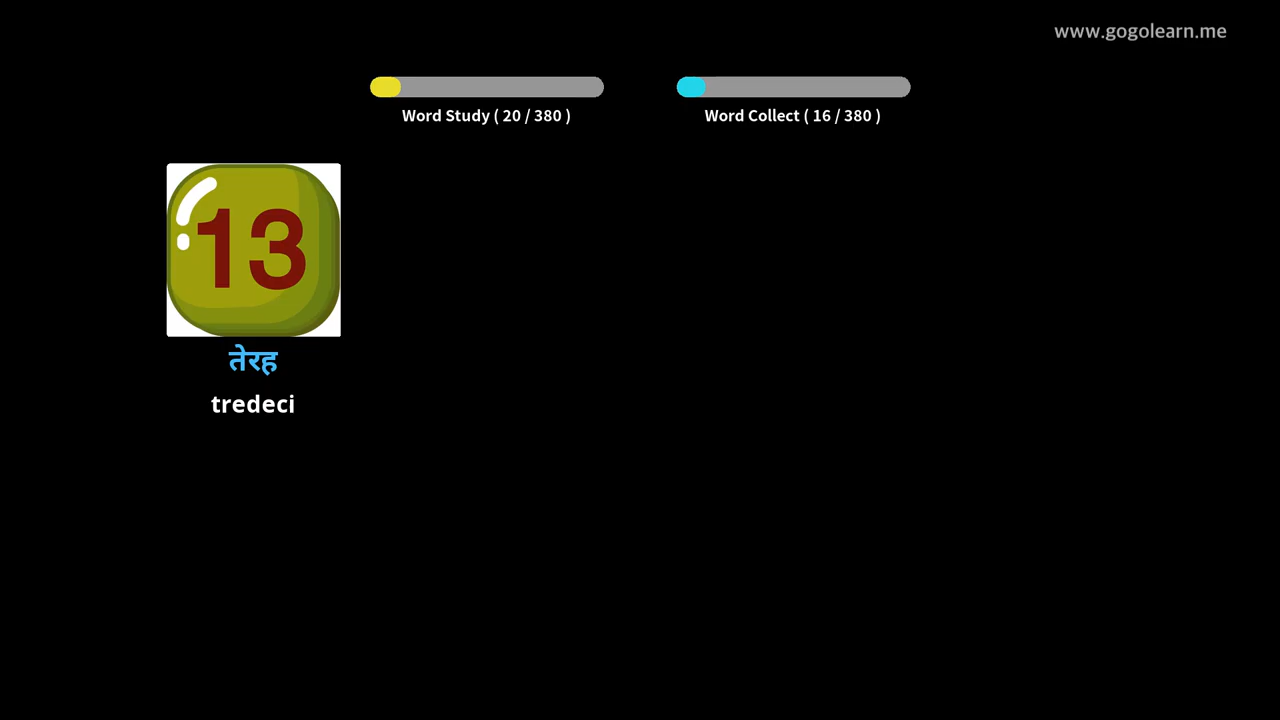 www.gogolearn.me
Word Study ( 20 / 380 )
Word Collect ( 16 / 380 )
13
तेरह
tredeci